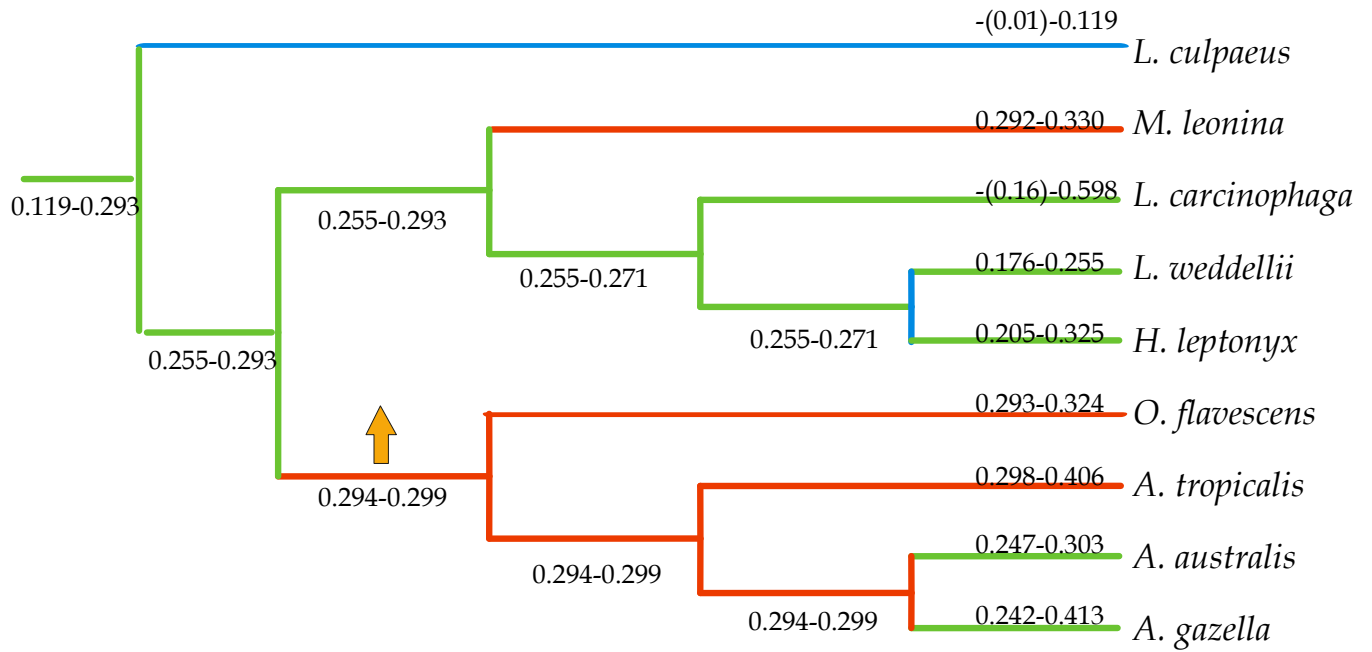 -(0.01)-0.119
L. culpaeus
0.292-0.330
M. leonina
0.119-0.293
-(0.16)-0.598
L. carcinophaga
0.255-0.293
0.255-0.271
0.176-0.255
L. weddellii
0.255-0.293
0.255-0.271
0.205-0.325
H. leptonyx
0.293-0.324
O. flavescens
0.294-0.299
0.298-0.406
A. tropicalis
0.294-0.299
0.247-0.303
A. australis
0.294-0.299
0.242-0.413
A. gazella